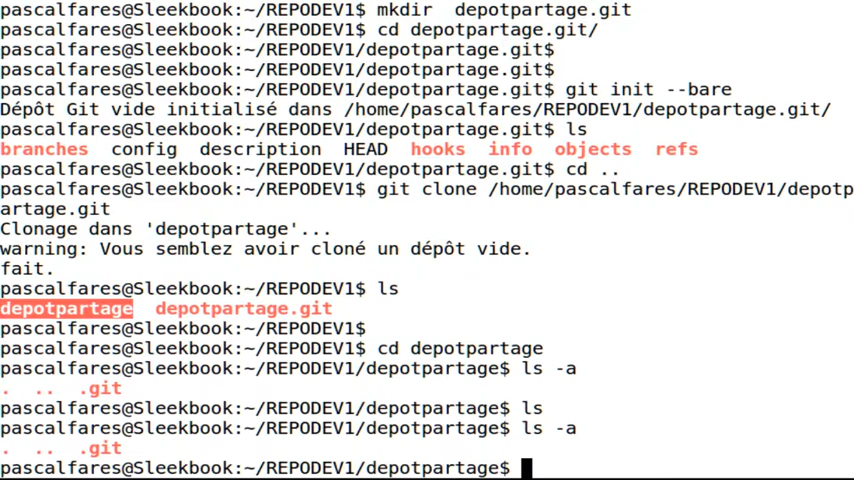 pascalfares@Sleekbook:~/REPODEV1$ mkdir  depotpartage.git
pascalfares@Sleekbook:~/REPODEV1$ cd depotpartage.git/
pascalfares@Sleekbook:~/REPODEV1/depotpartage.git$
pascalfares@Sleekbook:~/REPODEV1/depotpartage.git$
pascalfares@Sleekbook:~/REPODEV1/depotpartage.git$ git init --bare
Dépôt Git vide initialisé dans /home/pascalfares/REPODEV1/depotpartage.git/
pascalfares@Sleekbook:~/REPODEV1/depotpartage.git$ ls
branches  config  description  HEAD  hooks  info  objects  refs
pascalfares@Sleekbook:~/REPODEV1/depotpartage.git$ cd ..
pascalfares@Sleekbook:~/REPODEV1$ git clone /home/pascalfares/REPODEV1/depotp
artage.git
Clonage dans 'depotpartage'...
warning: Vous semblez avoir cloné un dépôt vide.
fait.
pascalfares@Sleekbook:~/REPODEV1$ ls
depotpartage  depotpartage.git
pascalfares@Sleekbook:~/REPODEV1$
pascalfares@Sleekbook:~/REPODEV1$ cd depotpartage
pascalfares@Sleekbook:~/REPODEV1/depotpartage$ ls -a
.  ..  .git
pascalfares@Sleekbook:~/REPODEV1/depotpartage$ ls
pascalfares@Sleekbook:~/REPODEV1/depotpartage$ ls -a
.  ..  .git
pascalfares@Sleekbook:~/REPODEV1/depotpartage$